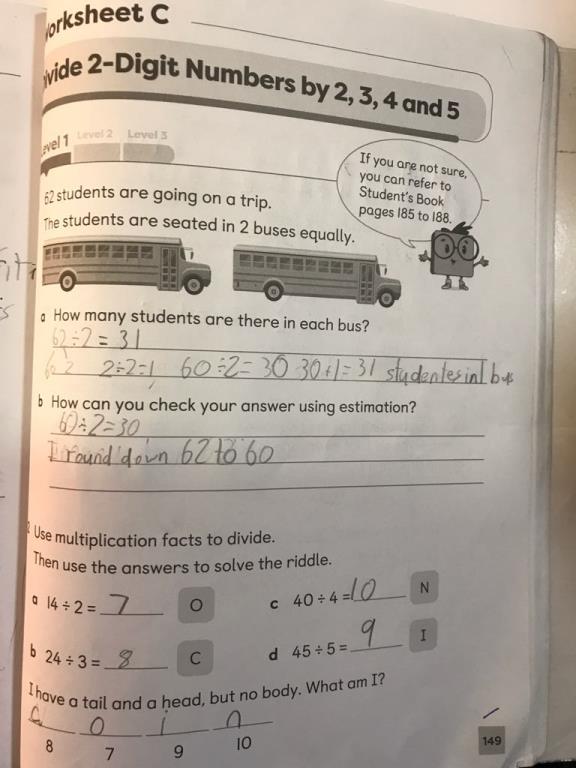 orksheet C
ivide 2-Digit Numbers by 2, 3, 4 and 5
evel 1 Level 2 Level 3
If you are not sure,
you can refer to
Student's Book
pages 185 to 188.
62 students are going on a trip.
The students are seated in 2 buses equally.
a How many students are there in each bus?
62÷2=31
60 2 2÷2=1, 60÷2=30 30+1=31 studentes in 1 bus
b How can you check your answer using estimation?
60÷2=30
I round down 62 to 60
Use multiplication facts to divide.
Then use the answers to solve the riddle.
a 14 ÷ 2 = 7 O
c 40 ÷ 4 = 10 N
b 24 ÷ 3 = 8 C
d 45 ÷ 5 = 9 I
I have a tail and a head, but no body. What am I?
C O I n
8 7 9 10
149